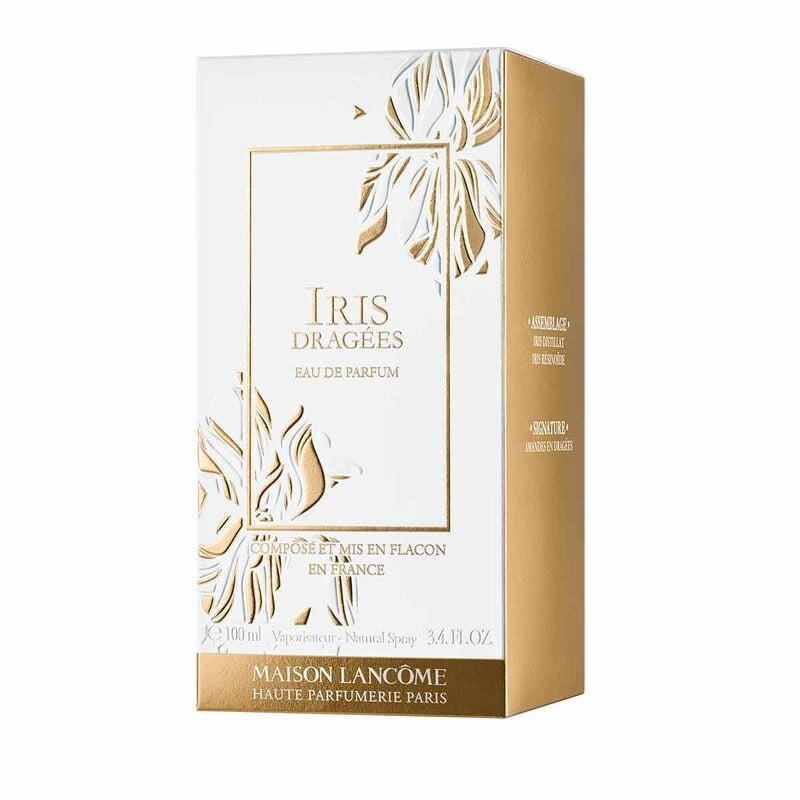 IRIS
DRAGÉES
EAU DE PARFUM
COMPOSÉ ET MIS EN FLACON
EN FRANCE
℮ 100 ml Vaporisateur - Natural Spray 3.4. FL.OZ.
MAISON LANCÔME
HAUTE PARFUMERIE PARIS
• ASSEMBLAGE •
IRIS DISTILLAT
IRIS RÉSINOÏDE
• SIGNATURE •
AMANDES EN DRAGÉES